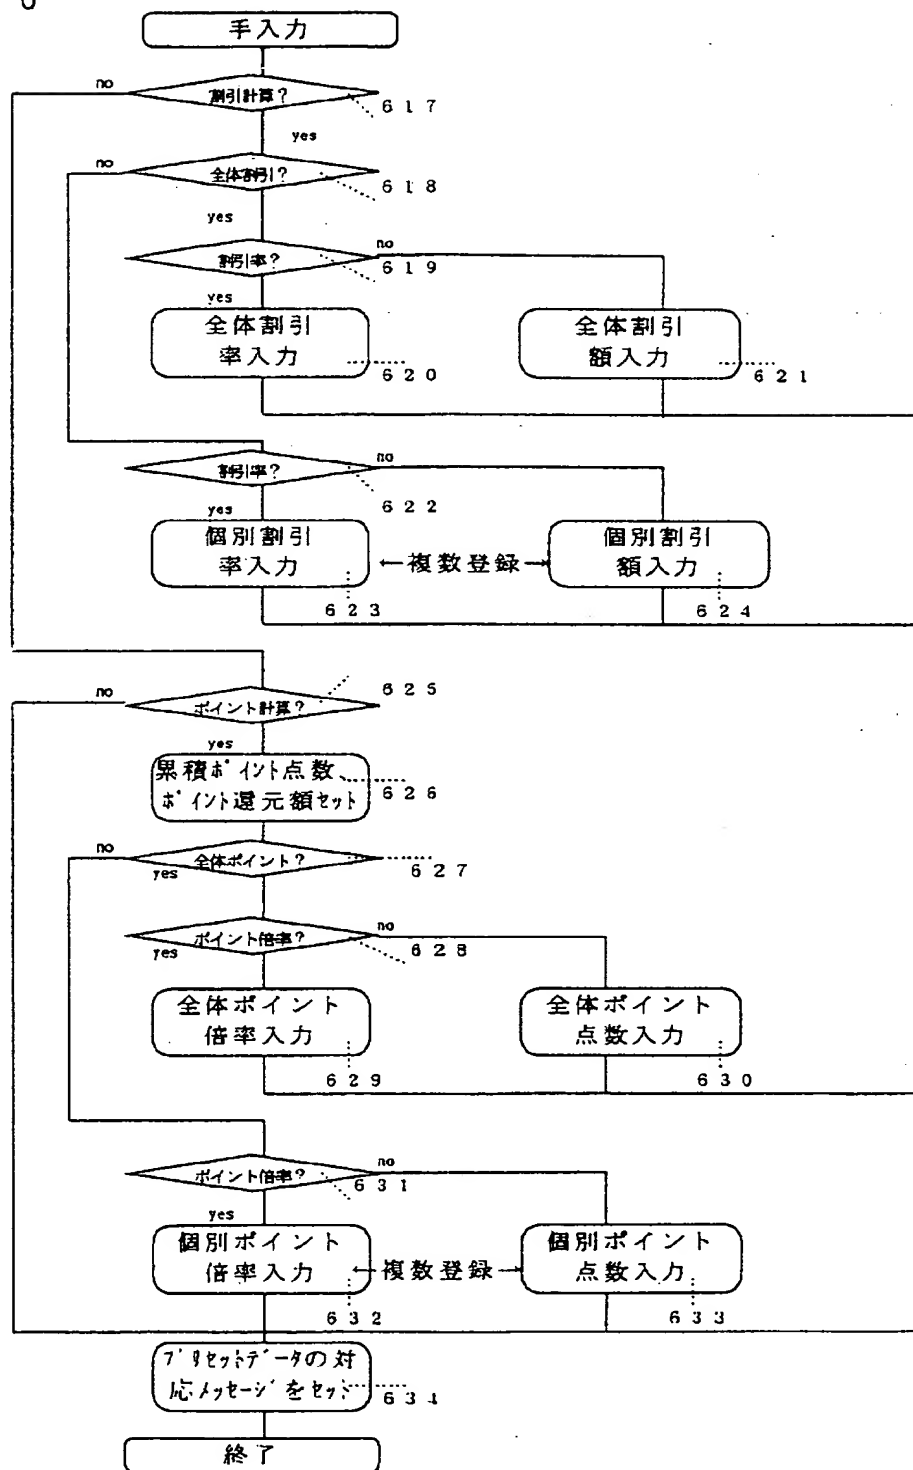 手入力
no
割引計算?
617
yes
no
全体割引?
618
yes
no
割引率?
619
yes
全体割引
率入力
620
全体割引
額入力
621
no
割引率?
622
yes
個別割引
率入力
623
←複数登録→
個別割引
額入力
624
no
625
ポイント計算?
yes
累積ポイント点数、
ポイント還元額セット
626
no
全体ポイント?
yes
627
no
ポイント倍率?
yes
628
全体ポイント
倍率入力
629
全体ポイント
点数入力
630
no
ポイント倍率?
631
yes
個別ポイント
倍率入力
632
←複数登録→
個別ポイント
点数入力
633
プリセットデータの対
応メッセージをセット
634
終了